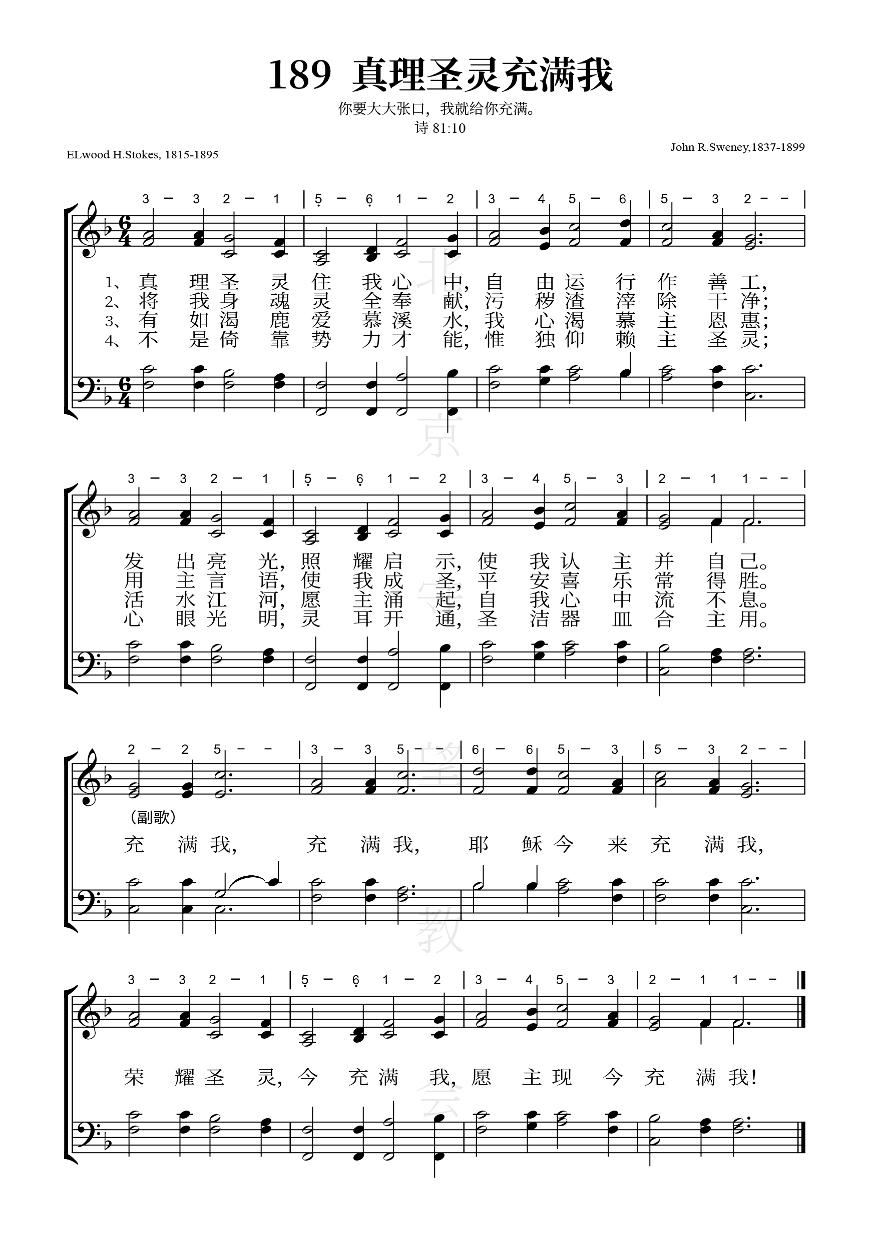 189 真理圣灵充满我
你要大大张口，我就给你充满。
诗 81:10
ELwood H.Stokes, 1815-1895
John R.Sweney,1837-1899
3 － 3 2 － 1 | 5̣ － 6̣ 1 － 2 | 3 － 4 5 － 6 | 5 － 3 2 － － |
1、真 理 圣 灵 住 我 心 中，自 由 运 行 作 善 工，
2、将 我 身 魂 灵 全 奉 献，污 秽 渣 滓 除 干 净；
3、有 如 渴 鹿 爱 慕 溪 水，我 心 渴 慕 主 恩 惠；
4、不 是 倚 靠 势 力 才 能，惟 独 仰 赖 主 圣 灵；
3 － 3 2 － 1 | 5̣ － 6̣ 1 － 2 | 3 － 4 5 － 3 | 2 － 1 1 － － |
发 出 亮 光，照 耀 启 示，使 我 认 主 并 自 己。
用 主 言 语，使 我 成 圣，平 安 喜 乐 常 得 胜。
活 水 江 河，愿 主 涌 起，自 我 心 中 流 不 息。
心 眼 光 明，灵 耳 开 通，圣 洁 器 皿 合 主 用。
2 － 2 5 － － | 3 － 3 5 － － | 6 － 6 5 － 3 | 5 － 3 2 － － |
（副歌）
充 满 我， 充 满 我， 耶 稣 今 来 充 满 我，
3 － 3 2 － 1 | 5̣ － 6̣ 1 － 2 | 3 － 4 5 － 3 | 2 － 1 1 － －
荣 耀 圣 灵，今 充 满 我，愿 主 现 今 充 满 我！
北京守望教会